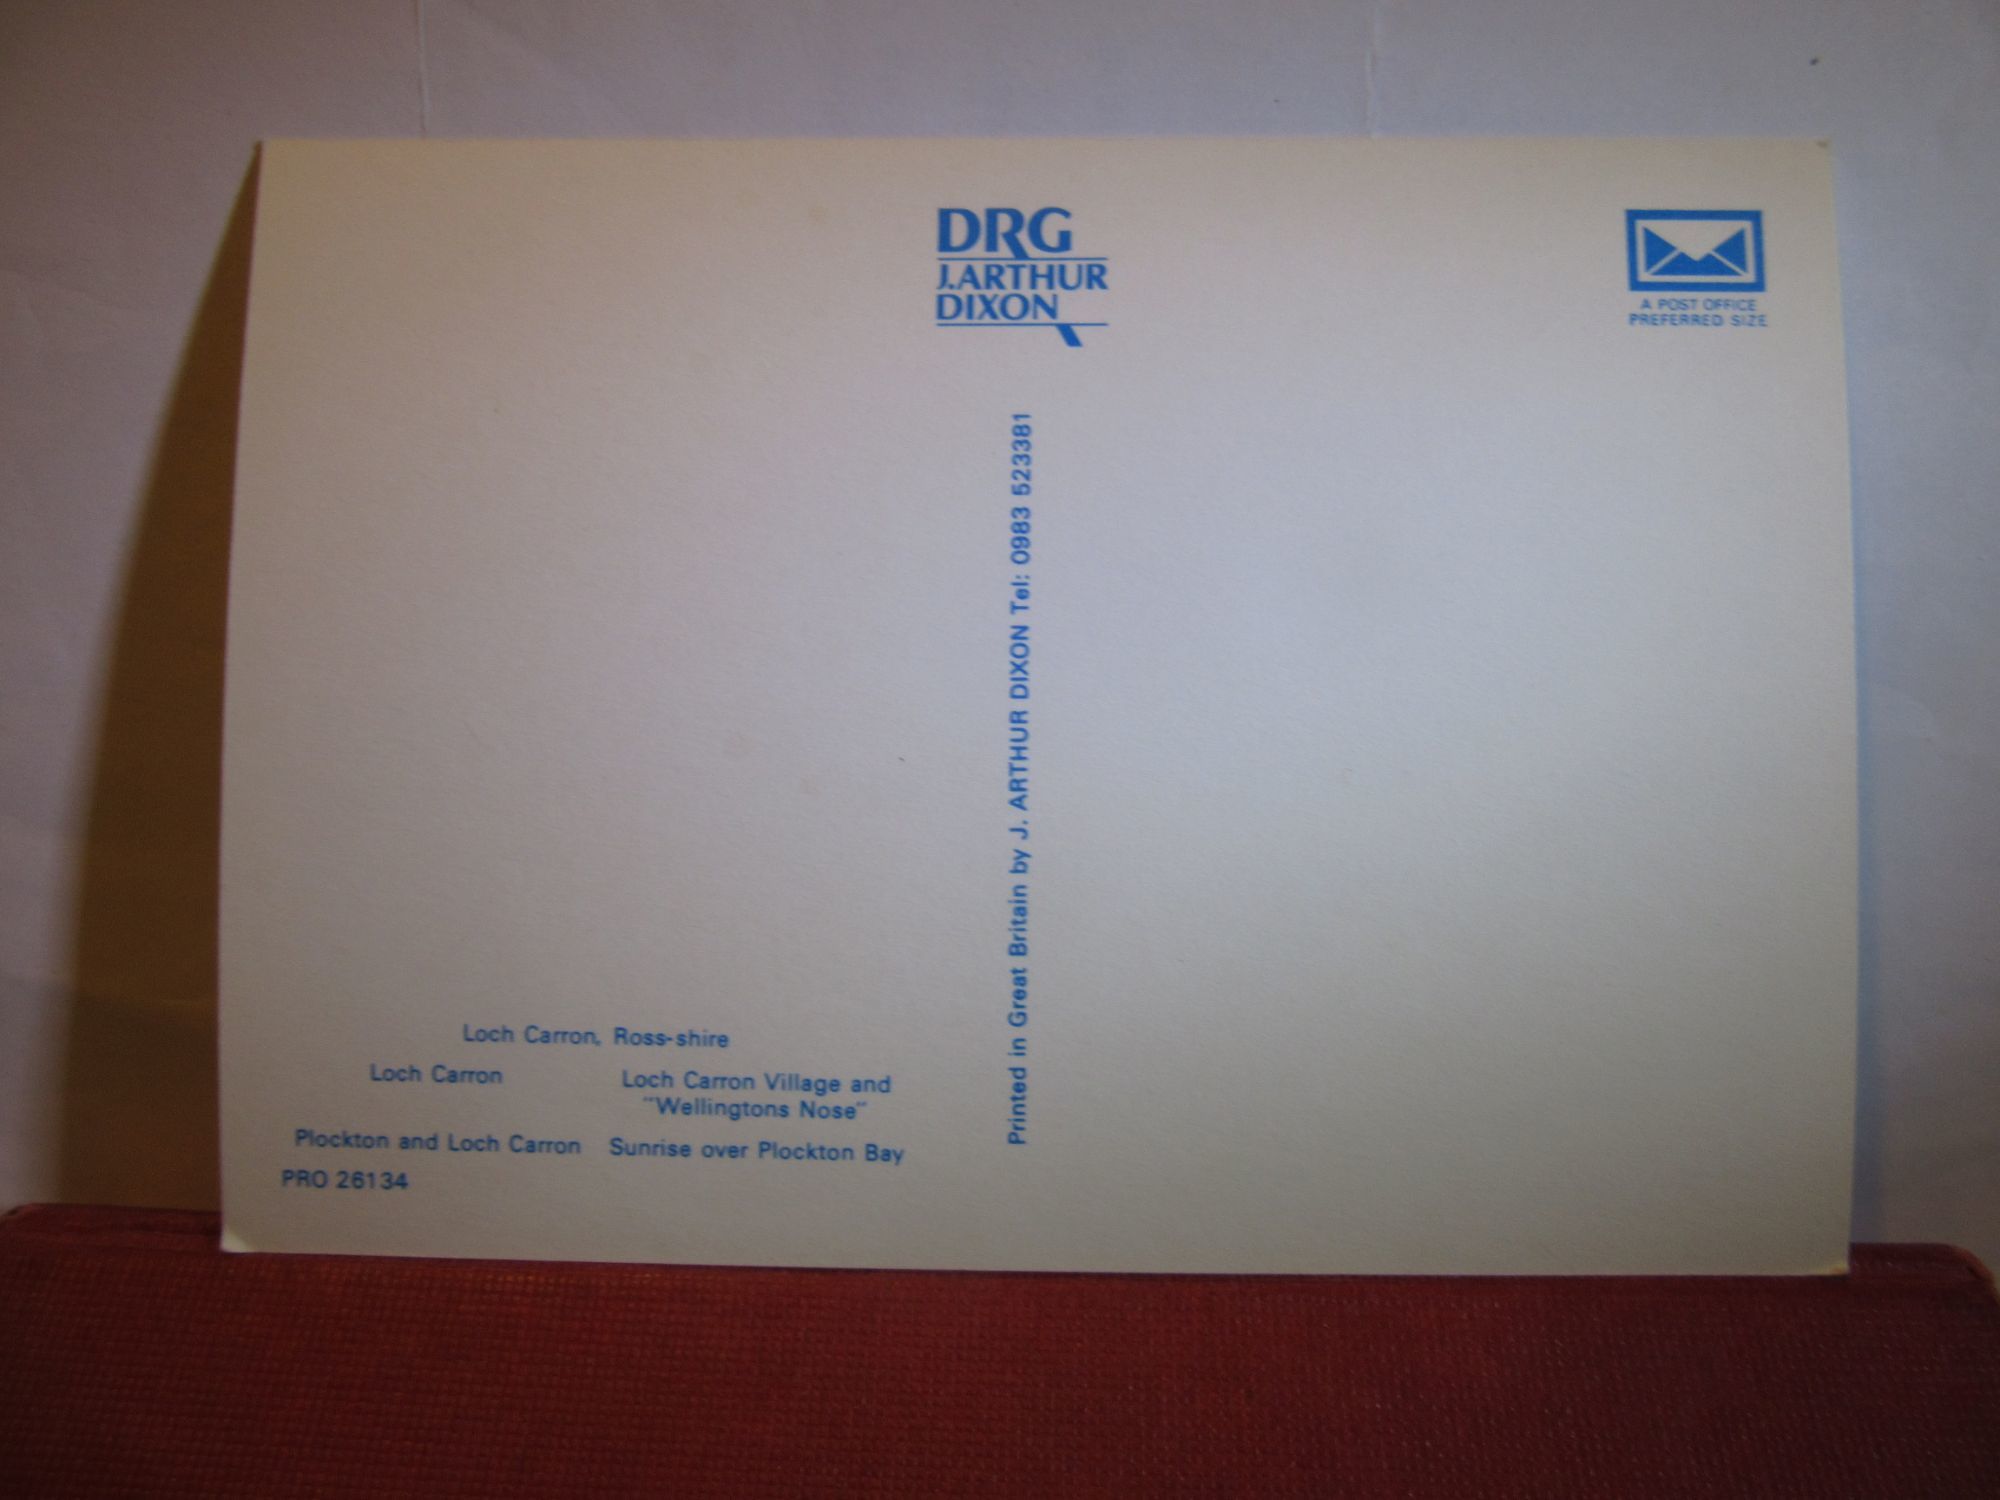 DRG
J.ARTHUR
DIXON
A POST OFFICE
PREFERRED SIZE
Printed in Great Britain by J. ARTHUR DIXON Tel: 0983 523381
Loch Carron, Ross-shire
Loch Carron
Loch Carron Village and
"Wellingtons Nose"
Plockton and Loch Carron
Sunrise over Plockton Bay
PRO 26134